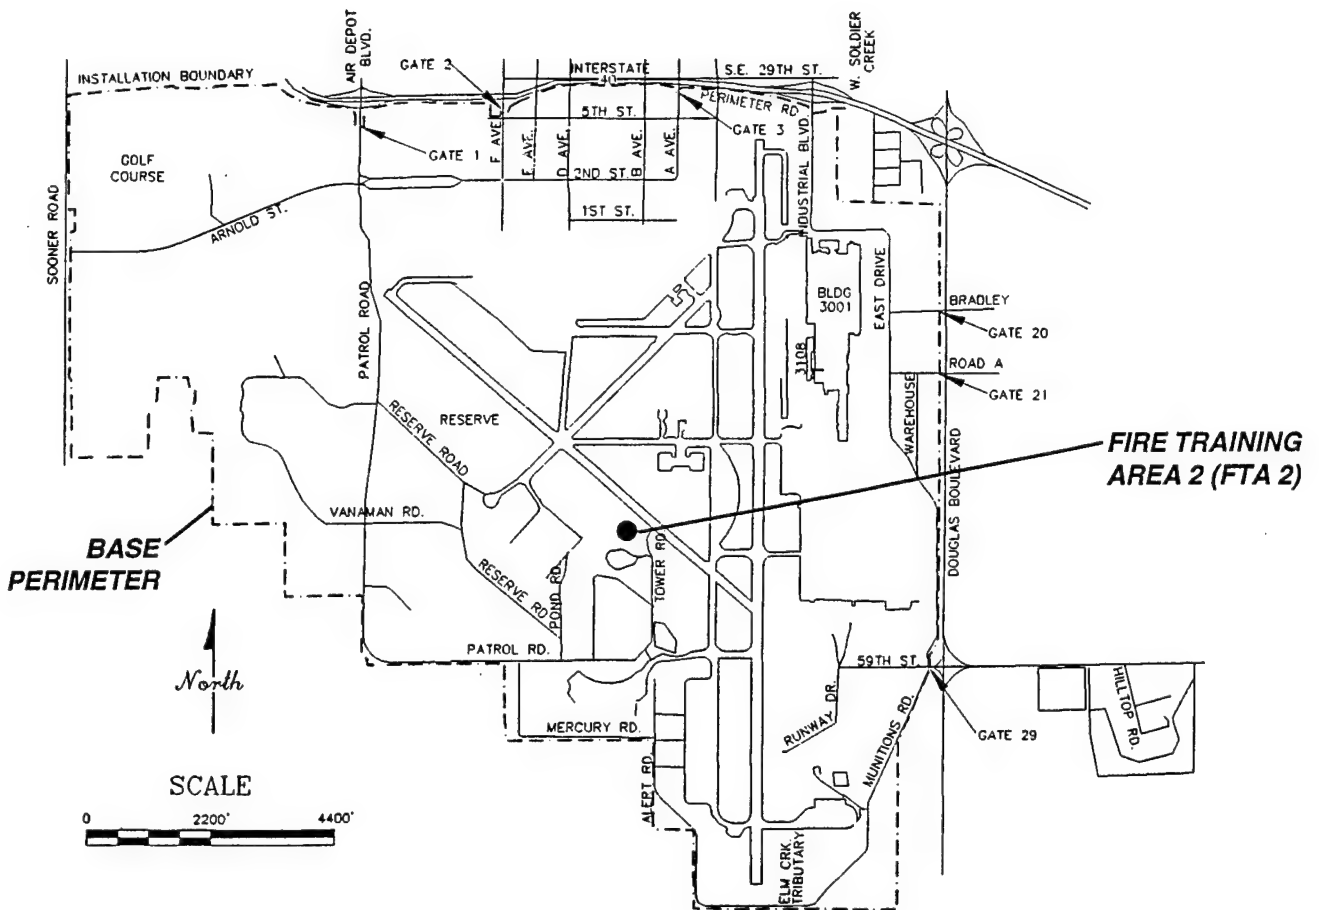 AIR DEPOT
BLVD.
W. SOLDIER
CREEK
GATE 2
INTERSTATE
40
S.E. 29TH ST.
INSTALLATION BOUNDARY
PERIMETER RD.
5TH ST.
GATE 3
GATE 1
F AVE.
E AVE.
D AVE.
B AVE.
A AVE.
INDUSTRIAL BLVD.
GOLF
COURSE
2ND ST.
1ST ST.
ARNOLD ST.
SOONER ROAD
PATROL ROAD
BLDG
3001
EAST DRIVE
BRADLEY
GATE 20
3108
ROAD A
GATE 21
WAREHOUSE
RESERVE
RESERVE ROAD
DOUGLAS BOULEVARD
FIRE TRAINING
AREA 2 (FTA 2)
VANAMAN RD.
BASE
PERIMETER
RESERVE RD.
POND RD.
TOWER RD.
PATROL RD.
59TH ST.
North
MERCURY RD.
RUNWAY DR.
MUNITIONS RD.
GATE 29
HILLTOP RD.
ALERT RD.
SCALE
0
2200'
4400'
ELM CRK.
TRIBUTARY